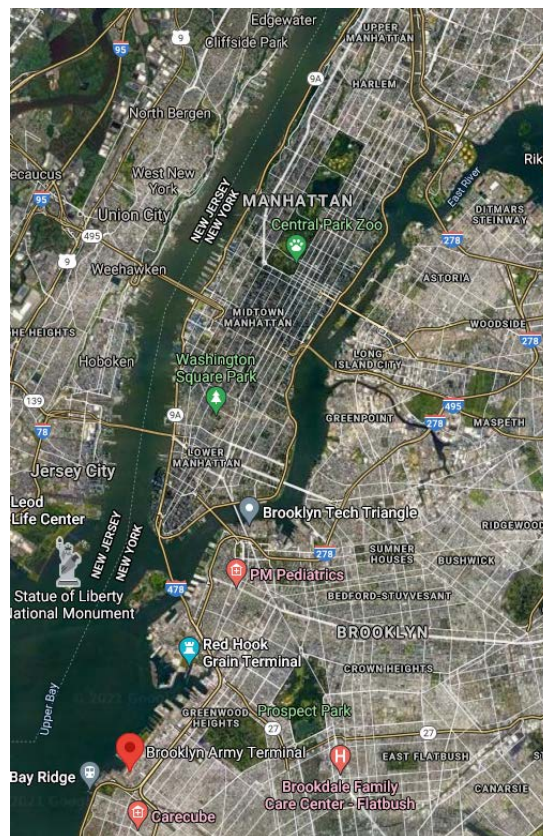 Edgewater
UPPER
MANHATTAN
95
9
Cliffside Park
9A
HARLEM
North Bergen
ecaucus
West New
York
NEW JERSEY
NEW YORK
East River
Rik
95
Union City
MANHATTAN
DITMARS
STEINWAY
495
Central Park Zoo
278
9
Weehawken
ASTORIA
MIDTOWN
MANHATTAN
WOODSIDE
HE HEIGHTS
278
Hoboken
Washington
Square Park
LONG
ISLAND CITY
139
9A
495
GREENPOINT
278
MASPETH
78
LOWER
MANHATTAN
Jersey City
Leod
Life Center
Brooklyn Tech Triangle
RIDGEWOOD
NEW JERSEY
NEW YORK
278
SUMNER
HOUSES
BUSHWICK
PM Pediatrics
Statue of Liberty
National Monument
478
BEDFORD-STUYVESANT
BROOKLYN
Red Hook
Grain Terminal
CROWN HEIGHTS
Upper Bay
GREENWOOD
HEIGHTS
Prospect Park
27
27
Brooklyn Army Terminal
EAST FLATBUSH
Bay Ridge
H
Brookdale Family
Care Center - Flatbush
CANARSIE
Carecube